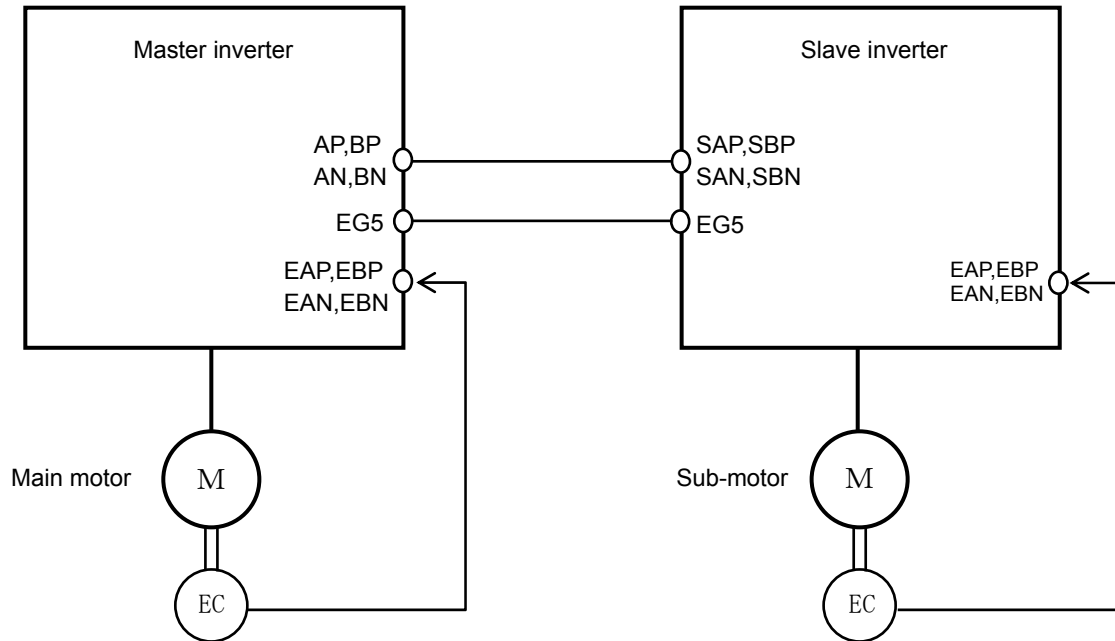 Master inverter
AP,BP
AN,BN
EG5
EAP,EBP
EAN,EBN
Main motor
M
EC
Slave inverter
SAP,SBP
SAN,SBN
EG5
EAP,EBP
EAN,EBN
Sub-motor
M
EC